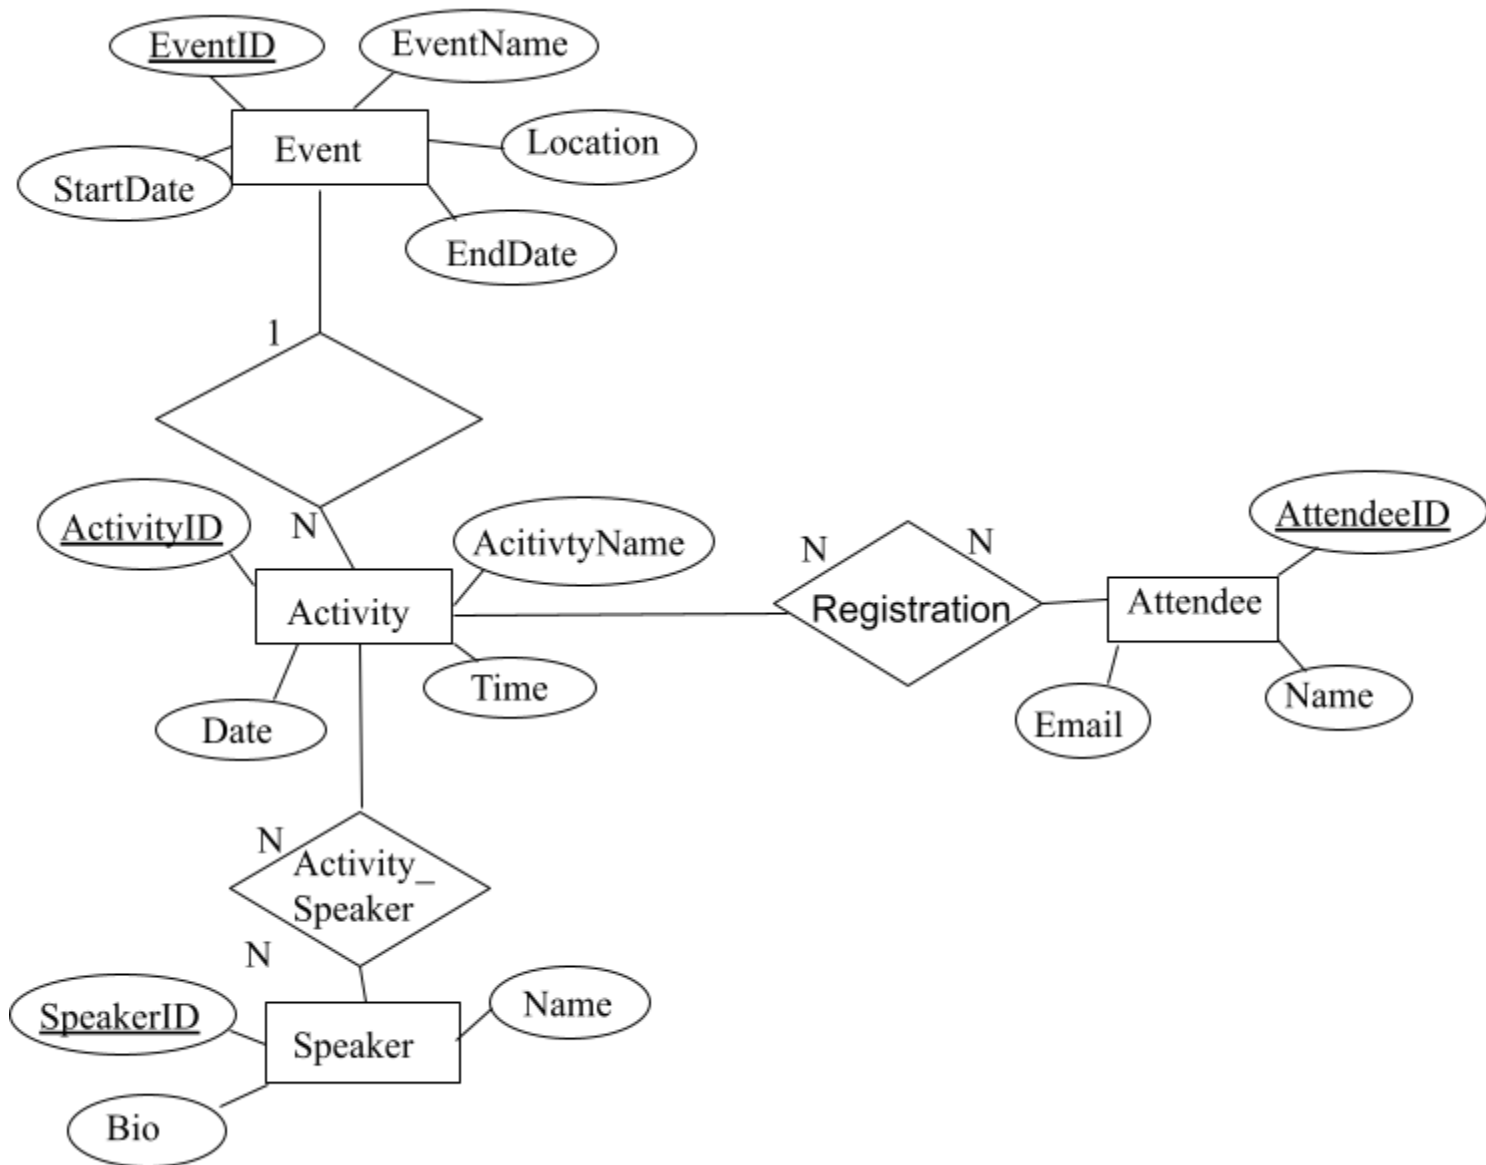 EventID
EventName
Event
Location
StartDate
EndDate
1
N
ActivityID
AcitivtyName
N
N
AttendeeID
Activity
Registration
Attendee
Time
Date
Email
Name
N
Activity_
Speaker
N
SpeakerID
Name
Speaker
Bio